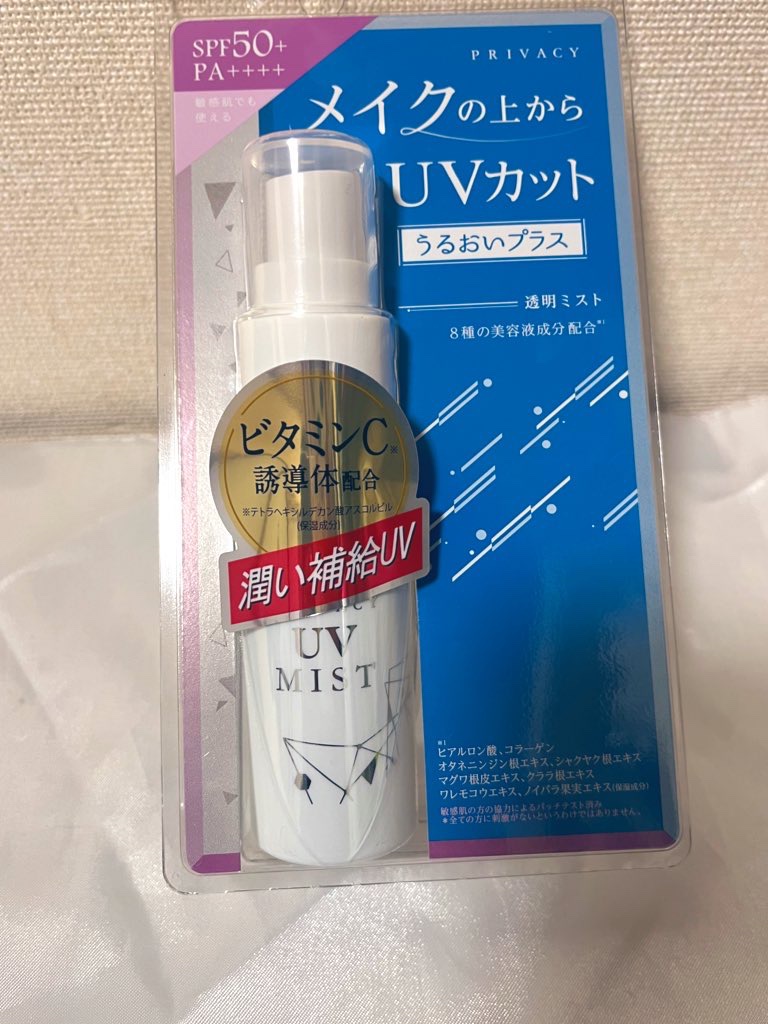 SPF50+
PA++++
敏感肌でも
使える
PRIVACY
メイクの上から
UVカット
うるおいプラス
透明ミスト
8種の美容液成分配合※1
ビタミンC※
誘導体配合
※テトラヘキシルデカン酸アスコルビル
(保湿成分)
潤い補給UV
UV
MIST
※1
ヒアルロン酸、コラーゲン
オタネニンジン根エキス、シャクヤク根エキス
マグワ根皮エキス、クララ根エキス
ワレモコウエキス、ノイバラ果実エキス(保湿成分)
敏感肌の方の協力によるパッチテスト済み
*全ての方に刺激がないというわけではありません。